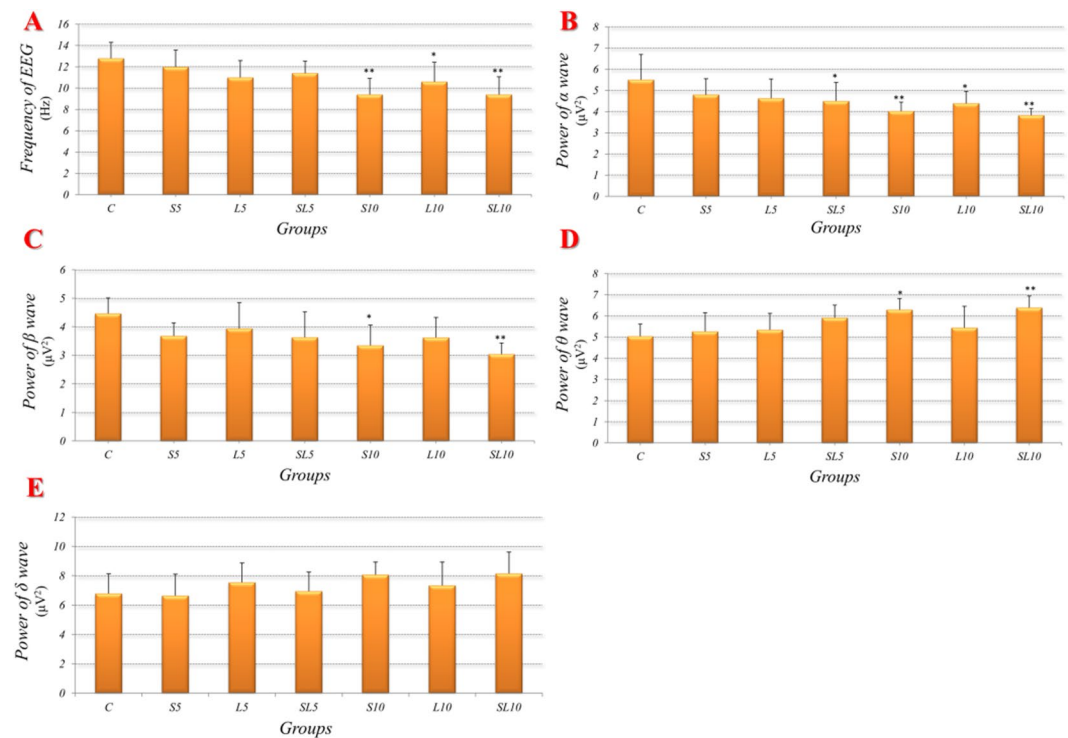 A
Frequency of EEG
(Hz)
16
14
12
10
8
6
4
2
0
**
*
**
C S5 L5 SL5 S10 L10 SL10
Groups
B
Power of α wave
(μV²)
8
7
6
5
4
3
2
1
0
*
**
*
**
C S5 L5 SL5 S10 L10 SL10
Groups
C
Power of β wave
(μV²)
6
5
4
3
2
1
0
*
**
C S5 L5 SL5 S10 L10 SL10
Groups
D
Power of θ wave
(μV²)
8
7
6
5
4
3
2
1
0
*
**
C S5 L5 SL5 S10 L10 SL10
Groups
E
Power of δ wave
(μV²)
12
10
8
6
4
2
0
C S5 L5 SL5 S10 L10 SL10
Groups